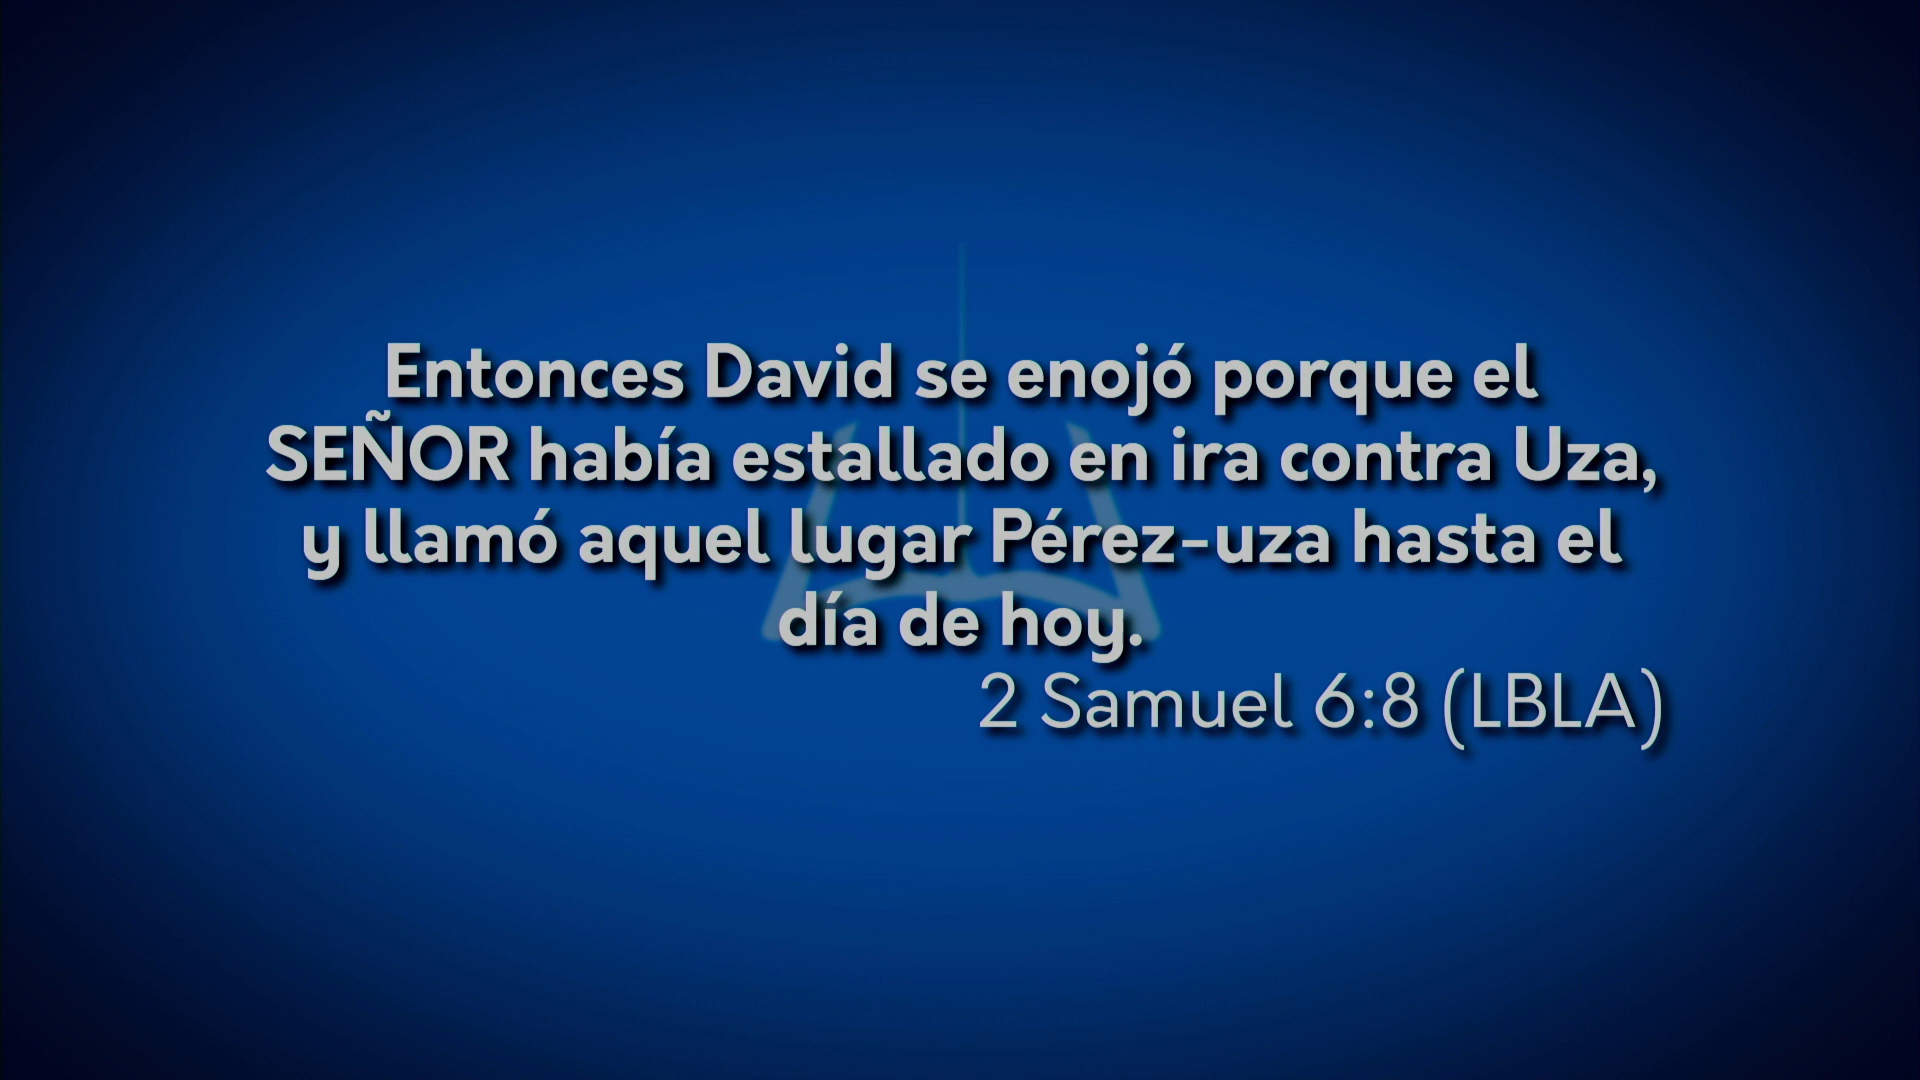 Entonces David se enojó porque el
SEÑOR había estallado en ira contra Uza,
y llamó aquel lugar Pérez-uza hasta el
día de hoy.
2 Samuel 6:8 (LBLA)